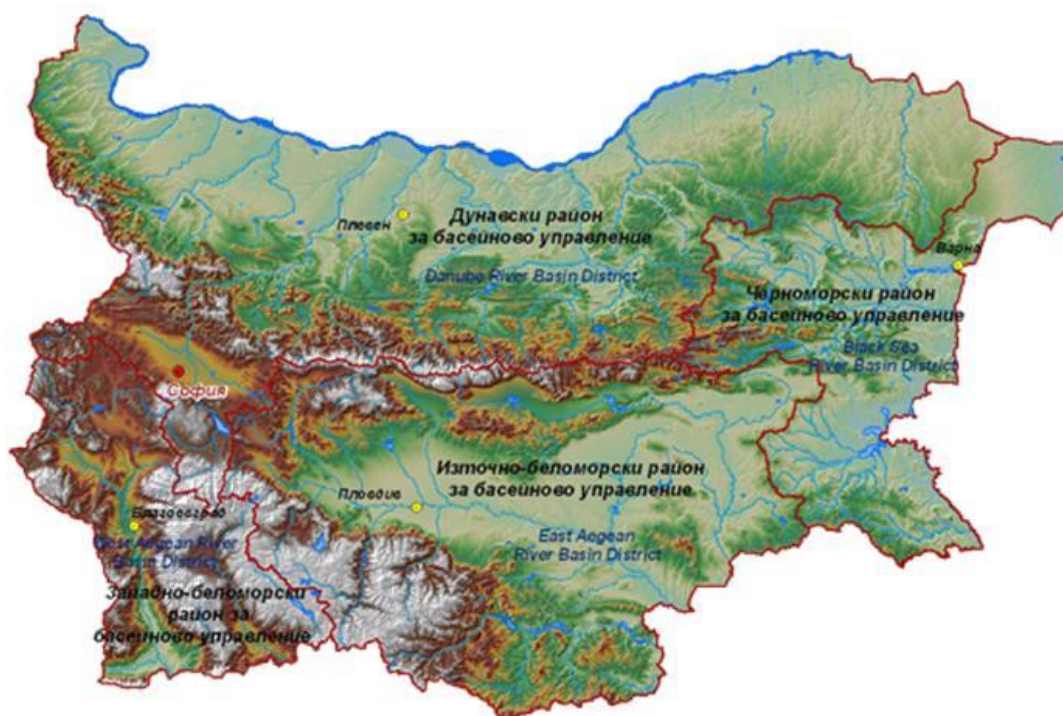 Плевен
Дунавски район
за басейново управление
Danube River Basin District
Варна
Черноморски район
за басейново управление
Black Sea
River Basin District
София
Източно-беломорски район
за басейново управление
Пловдив
East Aegean
River Basin District
Благоевград
West Aegean River
Basin District
Западно-беломорски
район за
басейново управление